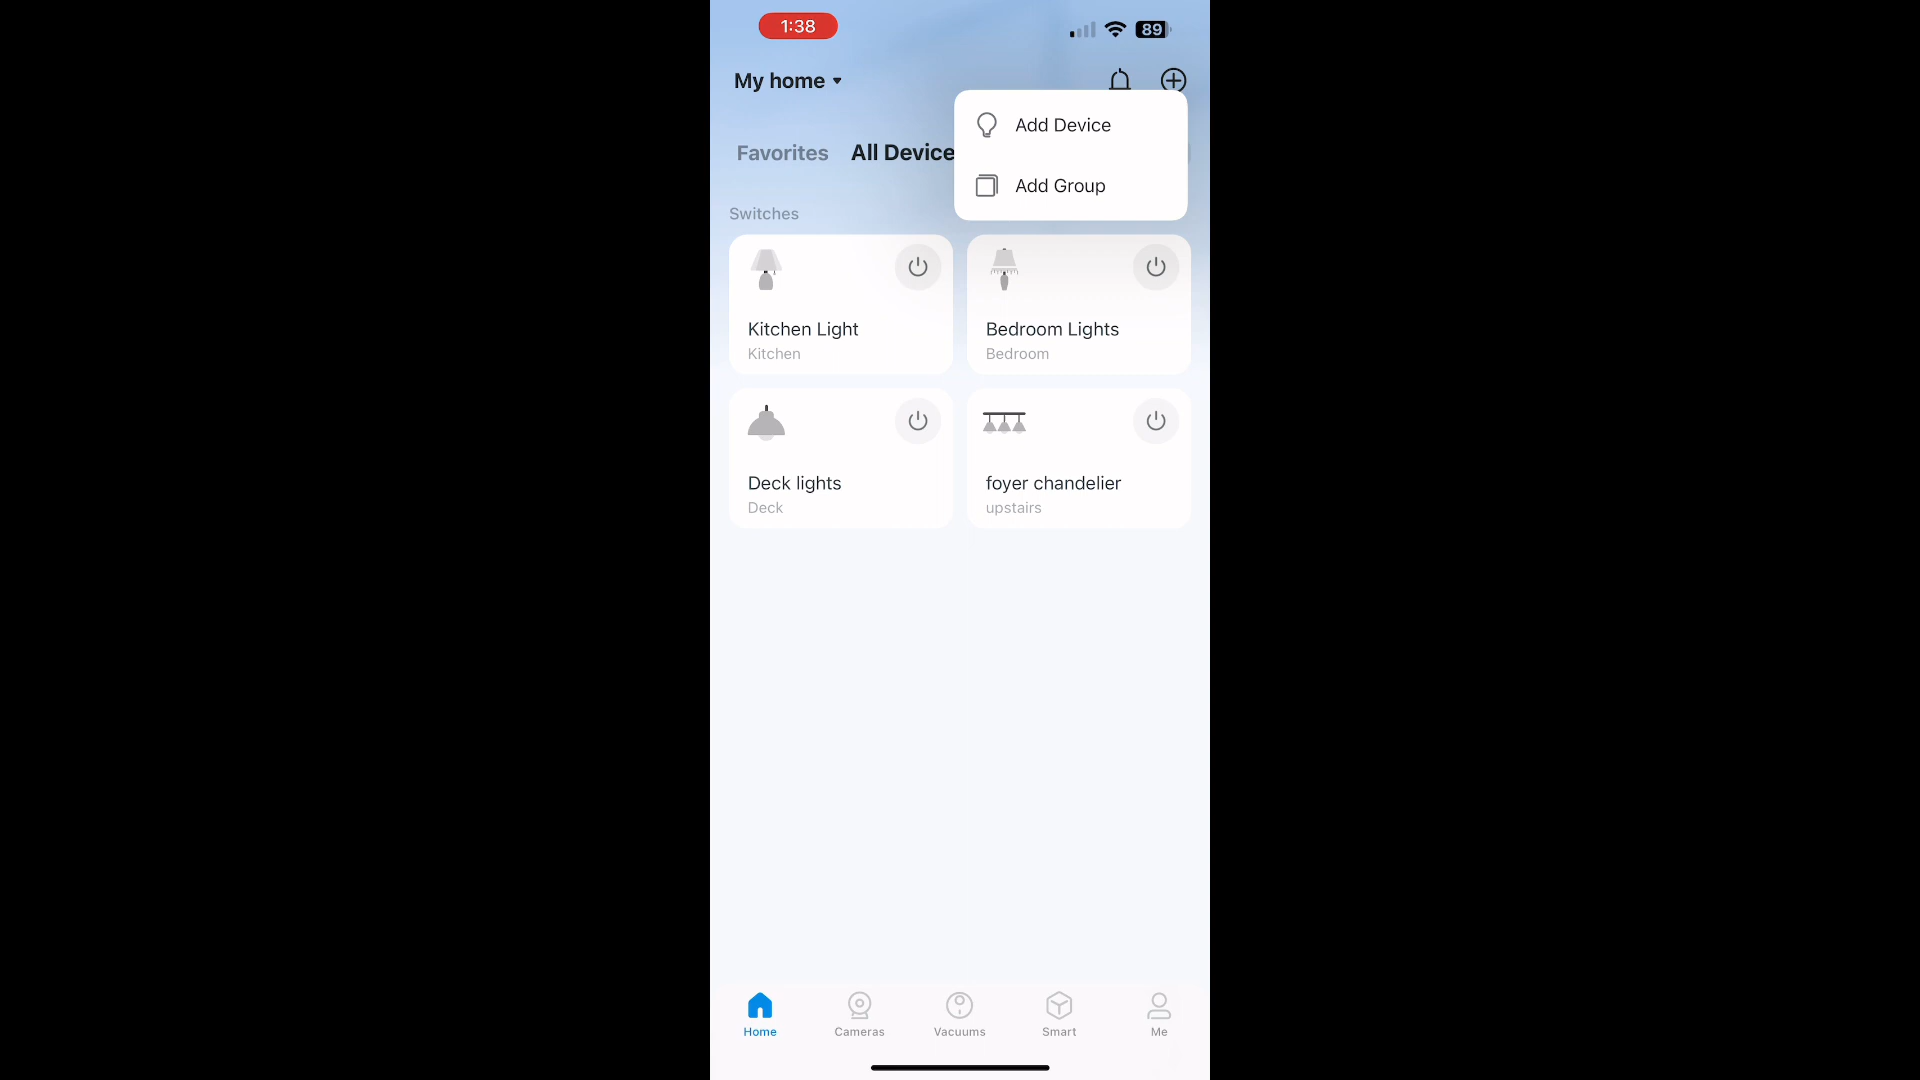 1:38
89
My home
Add Device
Favorites All Device
Add Group
Switches
Kitchen Light
Kitchen
Bedroom Lights
Bedroom
Deck lights
Deck
foyer chandelier
upstairs
Home
Cameras
Vacuums
Smart
Me